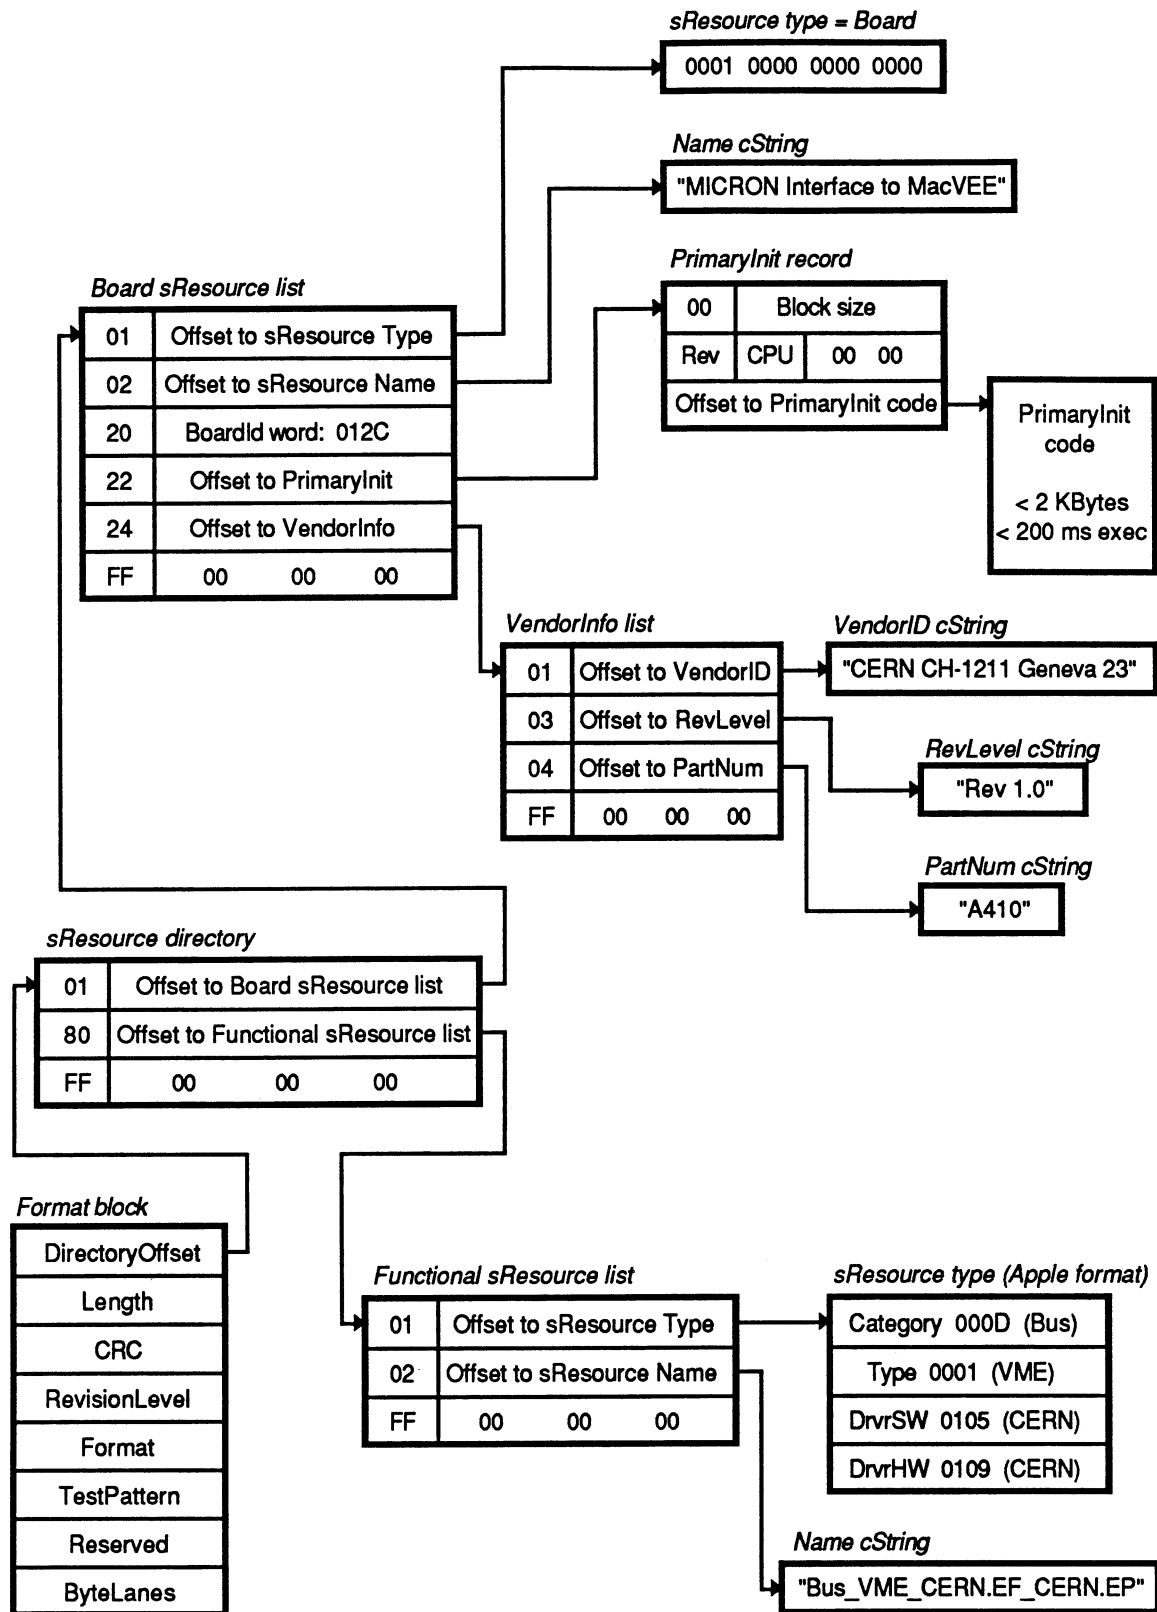 sResource type = Board
0001 0000 0000 0000
Name cString
"MICRON Interface to MacVEE"
PrimaryInit record
00 Block size
Rev CPU 00 00
Offset to PrimaryInit code
PrimaryInit
code
< 2 KBytes
< 200 ms exec
Board sResource list
01 Offset to sResource Type
02 Offset to sResource Name
20 BoardId word: 012C
22 Offset to PrimaryInit
24 Offset to VendorInfo
FF 00 00 00
VendorInfo list
01 Offset to VendorID
03 Offset to RevLevel
04 Offset to PartNum
FF 00 00 00
VendorID cString
"CERN CH-1211 Geneva 23"
RevLevel cString
"Rev 1.0"
PartNum cString
"A410"
sResource directory
01 Offset to Board sResource list
80 Offset to Functional sResource list
FF 00 00 00
Format block
DirectoryOffset
Length
CRC
RevisionLevel
Format
TestPattern
Reserved
ByteLanes
Functional sResource list
01 Offset to sResource Type
02 Offset to sResource Name
FF 00 00 00
sResource type (Apple format)
Category 000D (Bus)
Type 0001 (VME)
DrvrSW 0105 (CERN)
DrvrHW 0109 (CERN)
Name cString
"Bus_VME_CERN.EF_CERN.EP"